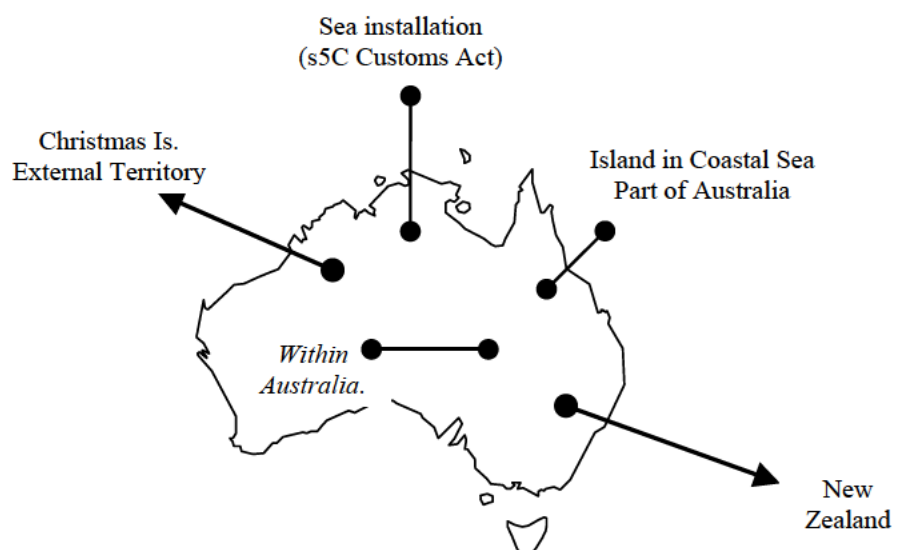 Sea installation
(s5C Customs Act)
Christmas Is.
External Territory
Island in Coastal Sea
Part of Australia
Within
Australia.
New
Zealand